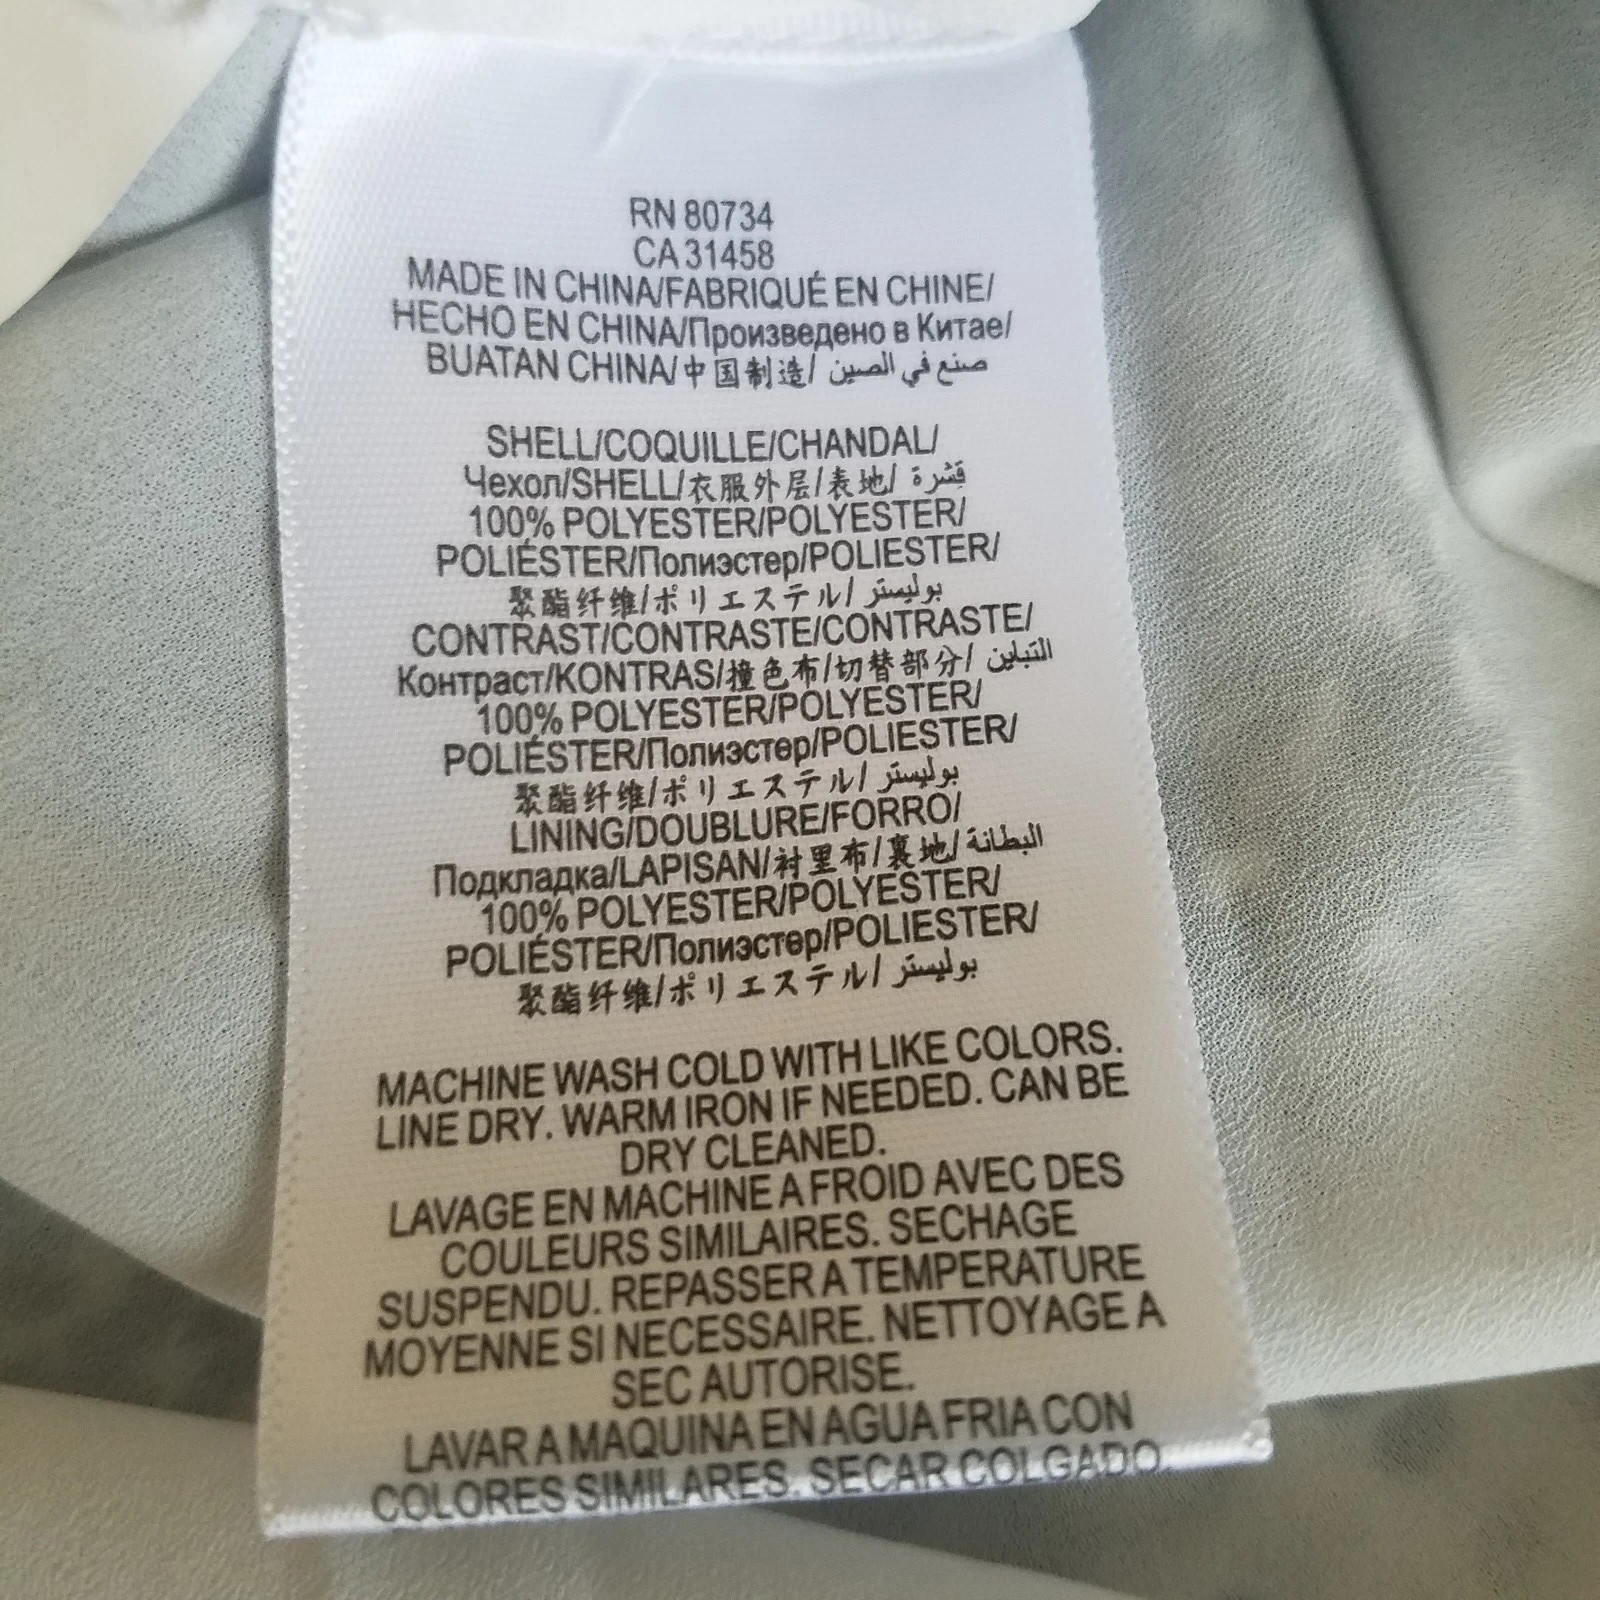 RN 80734
CA 31458
MADE IN CHINA/FABRIQUÉ EN CHINE/
HECHO EN CHINA/Произведено в Китае/
BUATAN CHINA/中国制造/ صنع في الصين
SHELL/COQUILLE/CHANDAL/
Чехол/SHELL/衣服外层/表地/ قِشرة
100% POLYESTER/POLYESTER/
POLIÉSTER/Полиэстер/POLIESTER/
聚酯纤维/ポリエステル/ بوليستر
CONTRAST/CONTRASTE/CONTRASTE/
Контраст/KONTRAS/撞色布/切替部分/ التباين
100% POLYESTER/POLYESTER/
POLIÉSTER/Полиэстер/POLIESTER/
聚酯纤维/ポリエステル/ بوليستر
LINING/DOUBLURE/FORRO/
Подкладка/LAPISAN/衬里布/裏地/ البطانة
100% POLYESTER/POLYESTER/
POLIÉSTER/Полиэстер/POLIESTER/
聚酯纤维/ポリエステル/ بوليستر
MACHINE WASH COLD WITH LIKE COLORS.
LINE DRY. WARM IRON IF NEEDED. CAN BE
DRY CLEANED.
LAVAGE EN MACHINE A FROID AVEC DES
COULEURS SIMILAIRES. SECHAGE
SUSPENDU. REPASSER A TEMPERATURE
MOYENNE SI NECESSAIRE. NETTOYAGE A
SEC AUTORISE.
LAVAR A MAQUINA EN AGUA FRIA CON
COLORES SIMILARES. SECAR COLGADO.